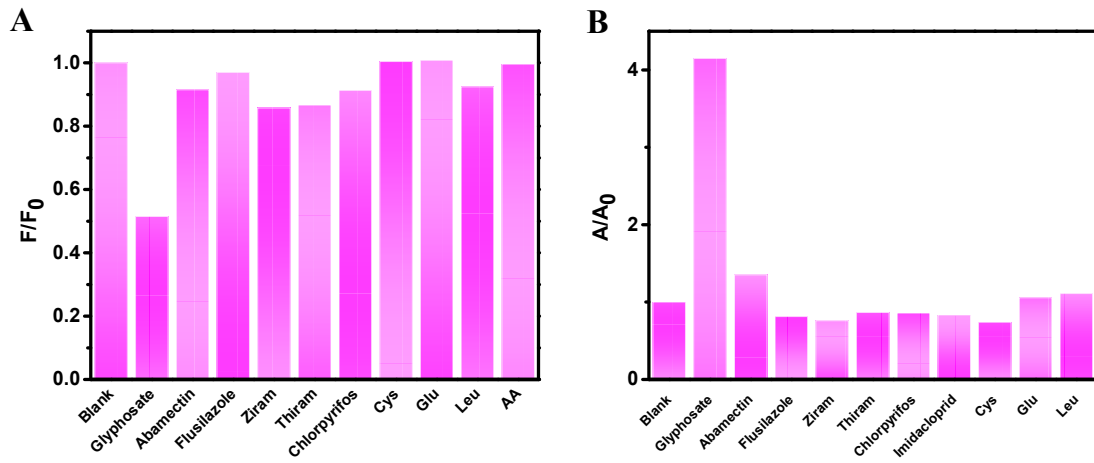 A
F/F0
1.0
0.8
0.6
0.4
0.2
0.0
Blank
Glyphosate
Abamectin
Flusilazole
Ziram
Thiram
Chlorpyrifos
Cys
Glu
Leu
AA
B
A/A0
4
2
0
Blank
Glyphosate
Abamectin
Flusilazole
Ziram
Thiram
Chlorpyrifos
Imidacloprid
Cys
Glu
Leu